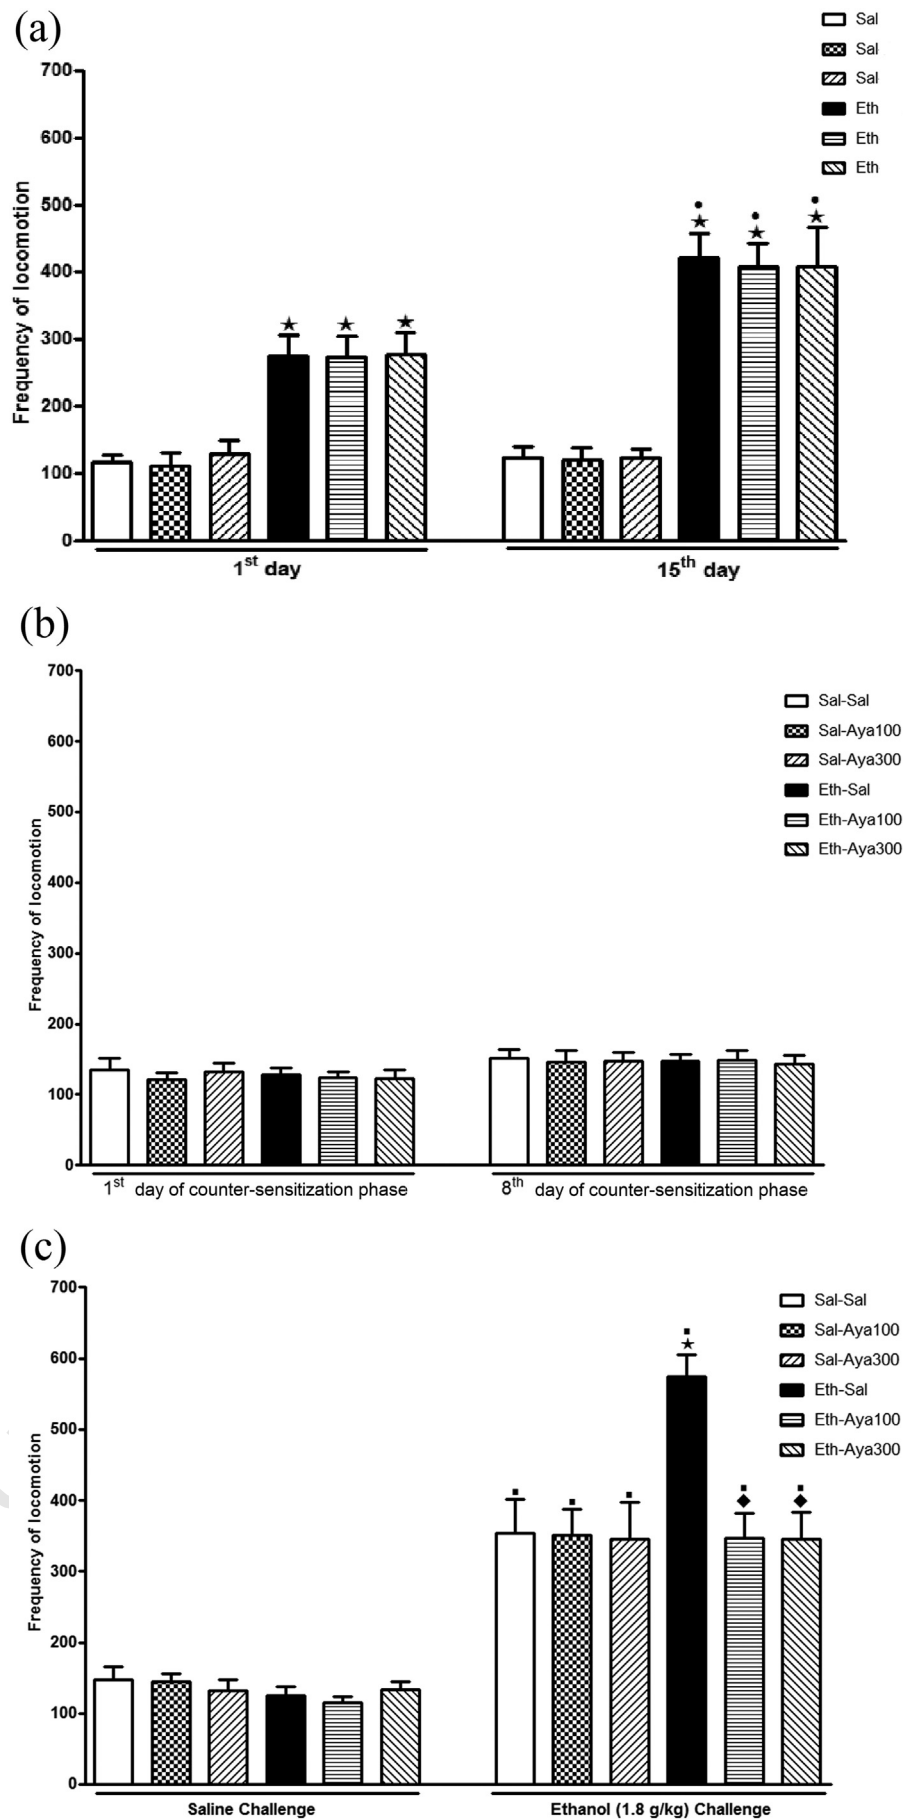 (a)
Sal
Sal
Sal
Eth
Eth
Eth
700
600
500
400
300
200
100
0
Frequency of locomotion
1st day
15th day
(b)
700
600
500
400
300
200
100
0
Frequency of locomotion
Sal-Sal
Sal-Aya100
Sal-Aya300
Eth-Sal
Eth-Aya100
Eth-Aya300
1st day of counter-sensitization phase
8th day of counter-sensitization phase
(c)
700
600
500
400
300
200
100
0
Frequency of locomotion
Sal-Sal
Sal-Aya100
Sal-Aya300
Eth-Sal
Eth-Aya100
Eth-Aya300
Saline Challenge
Ethanol (1.8 g/kg) Challenge